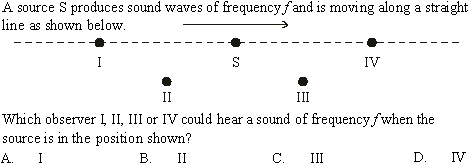 A source S produces sound waves of frequency f and is moving along a straight
line as shown below.
I S IV
II III
Which observer I, II, III or IV could hear a sound of frequency f when the
source is in the position shown?
A. I B. II C. III D. IV